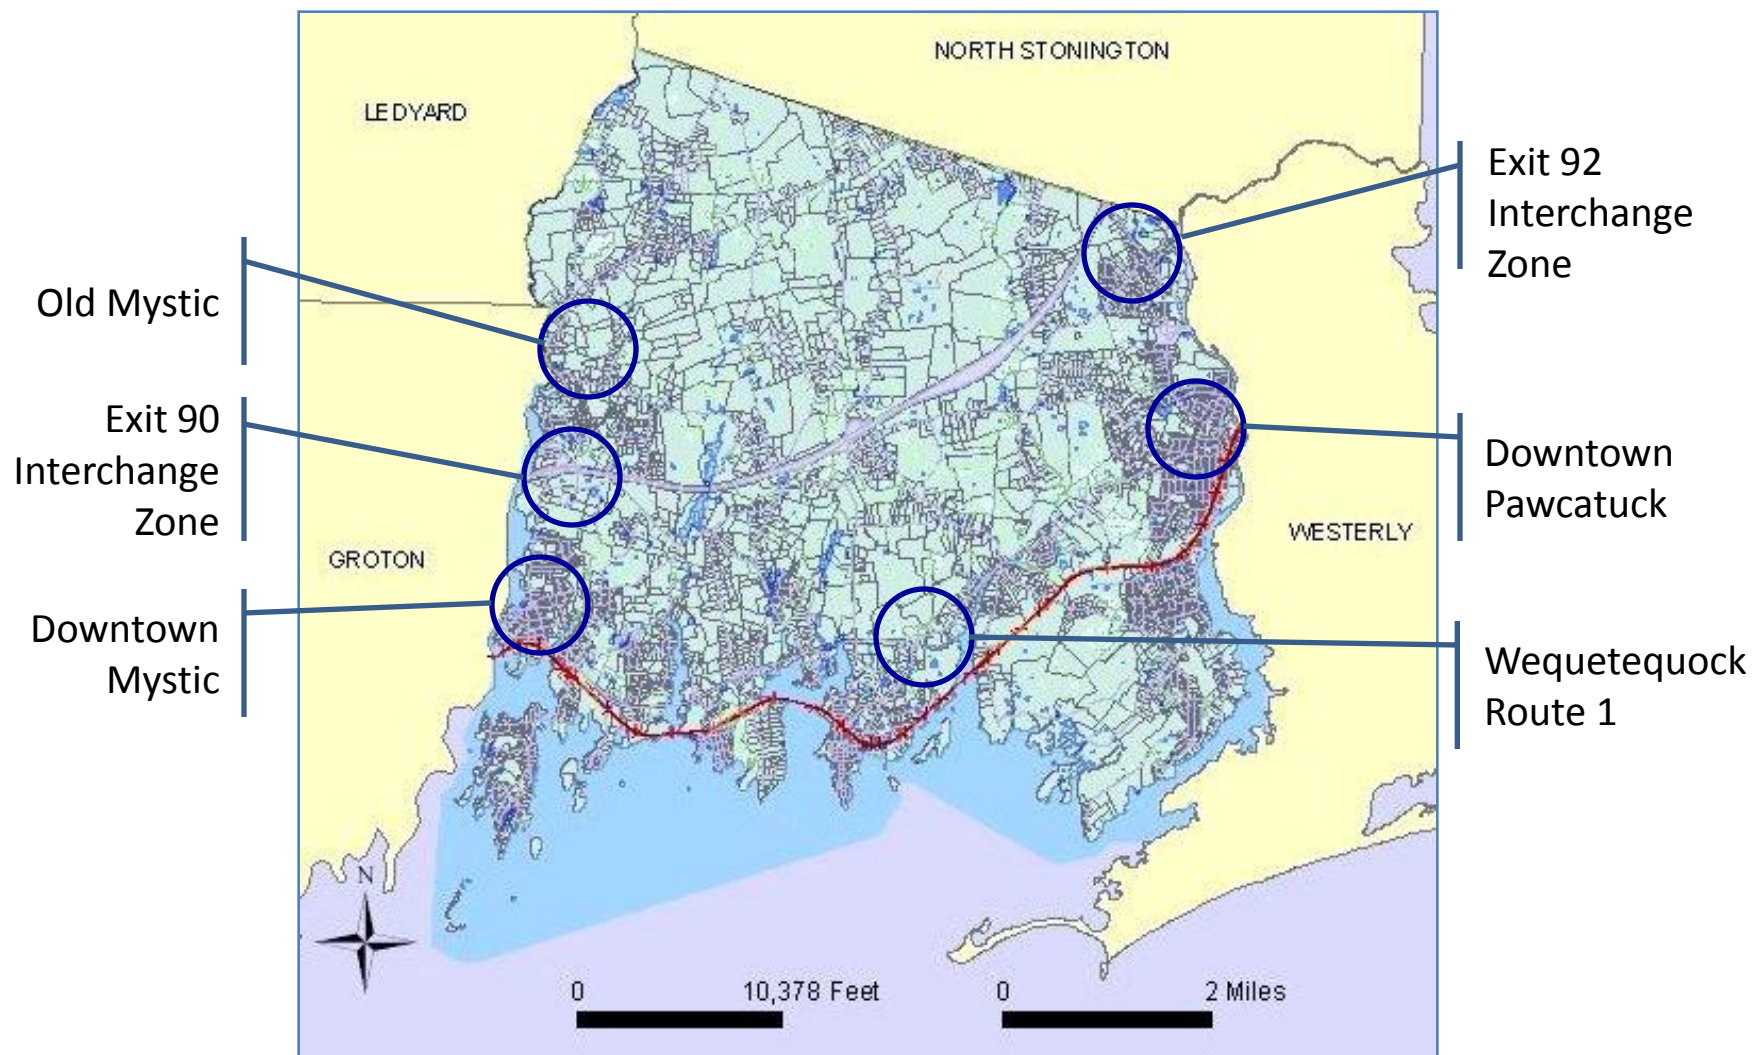 NORTH STONINGTON
LEDYARD
Exit 92
Interchange
Zone
Old Mystic
Exit 90
Interchange
Zone
Downtown
Pawcatuck
WESTERLY
GROTON
Downtown
Mystic
Wequetequock
Route 1
N
0 10,378 Feet
0 2 Miles